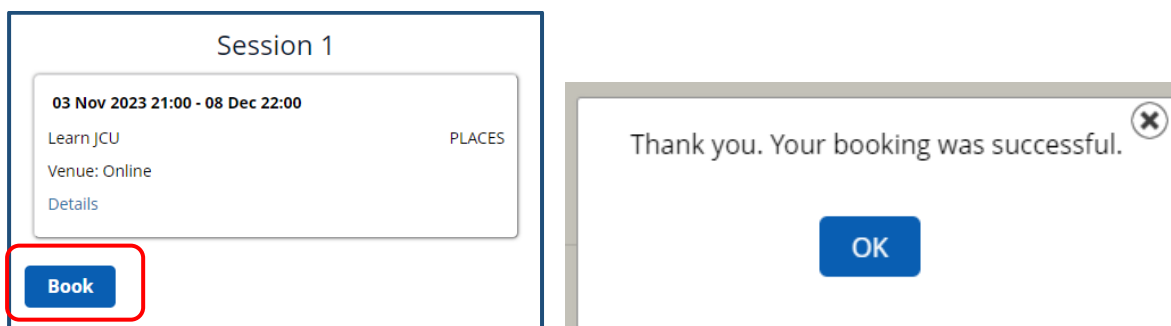 Session 1
03 Nov 2023 21:00 - 08 Dec 22:00
Learn JCU PLACES
Venue: Online
Details
Book
Thank you. Your booking was successful.
OK